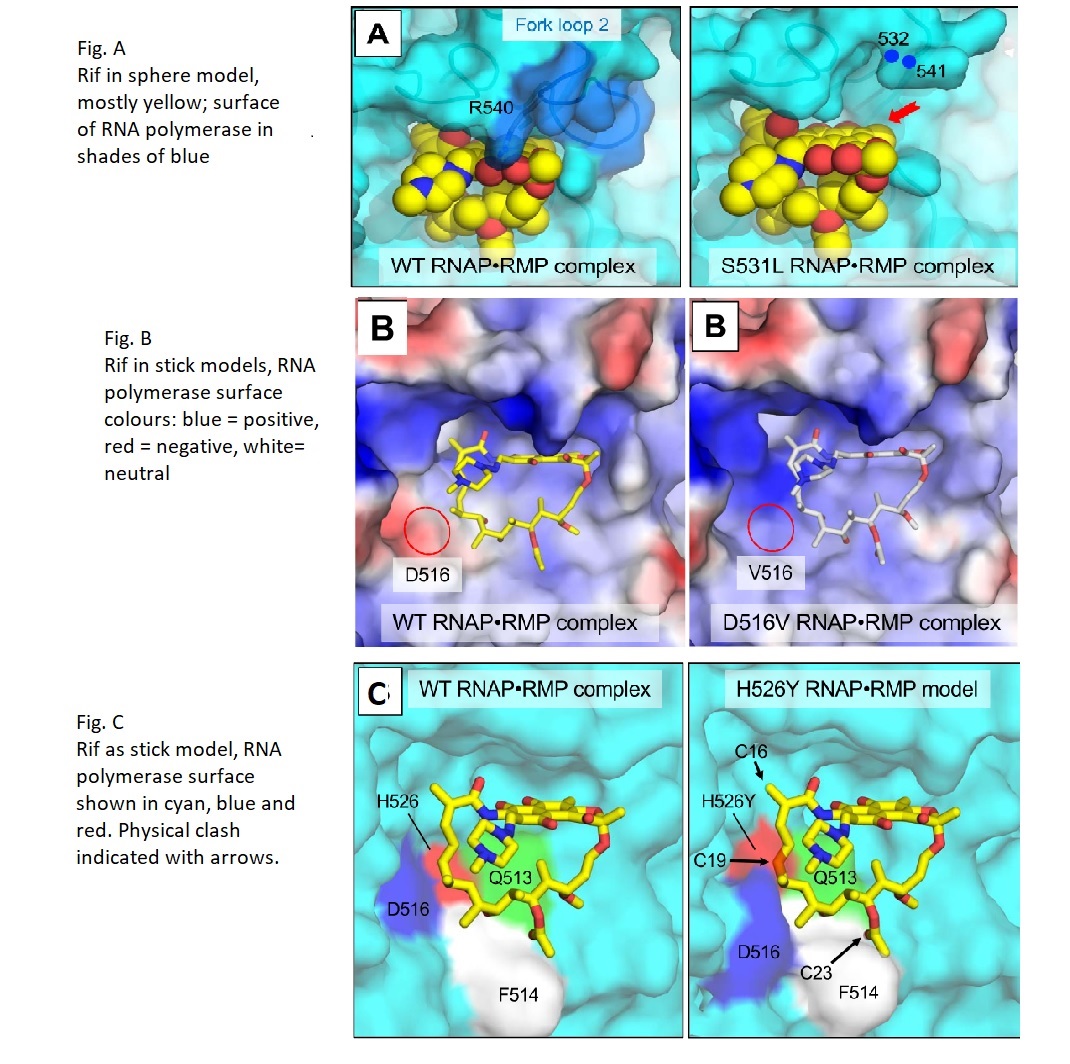 Fig. A
Rif in sphere model,
mostly yellow; surface
of RNA polymerase in
shades of blue
.
A
Fork loop 2
R540
WT RNAP•RMP complex
532
541
S531L RNAP•RMP complex
Fig. B
Rif in stick models, RNA
polymerase surface
colours: blue = positive,
red = negative, white=
neutral
B
D516
WT RNAP•RMP complex
B
V516
D516V RNAP•RMP complex
Fig. C
Rif as stick model, RNA
polymerase surface
shown in cyan, blue and
red. Physical clash
indicated with arrows.
C
WT RNAP•RMP complex
H526
Q513
D516
F514
H526Y RNAP•RMP model
C16
H526Y
C19
Q513
D516
C23
F514